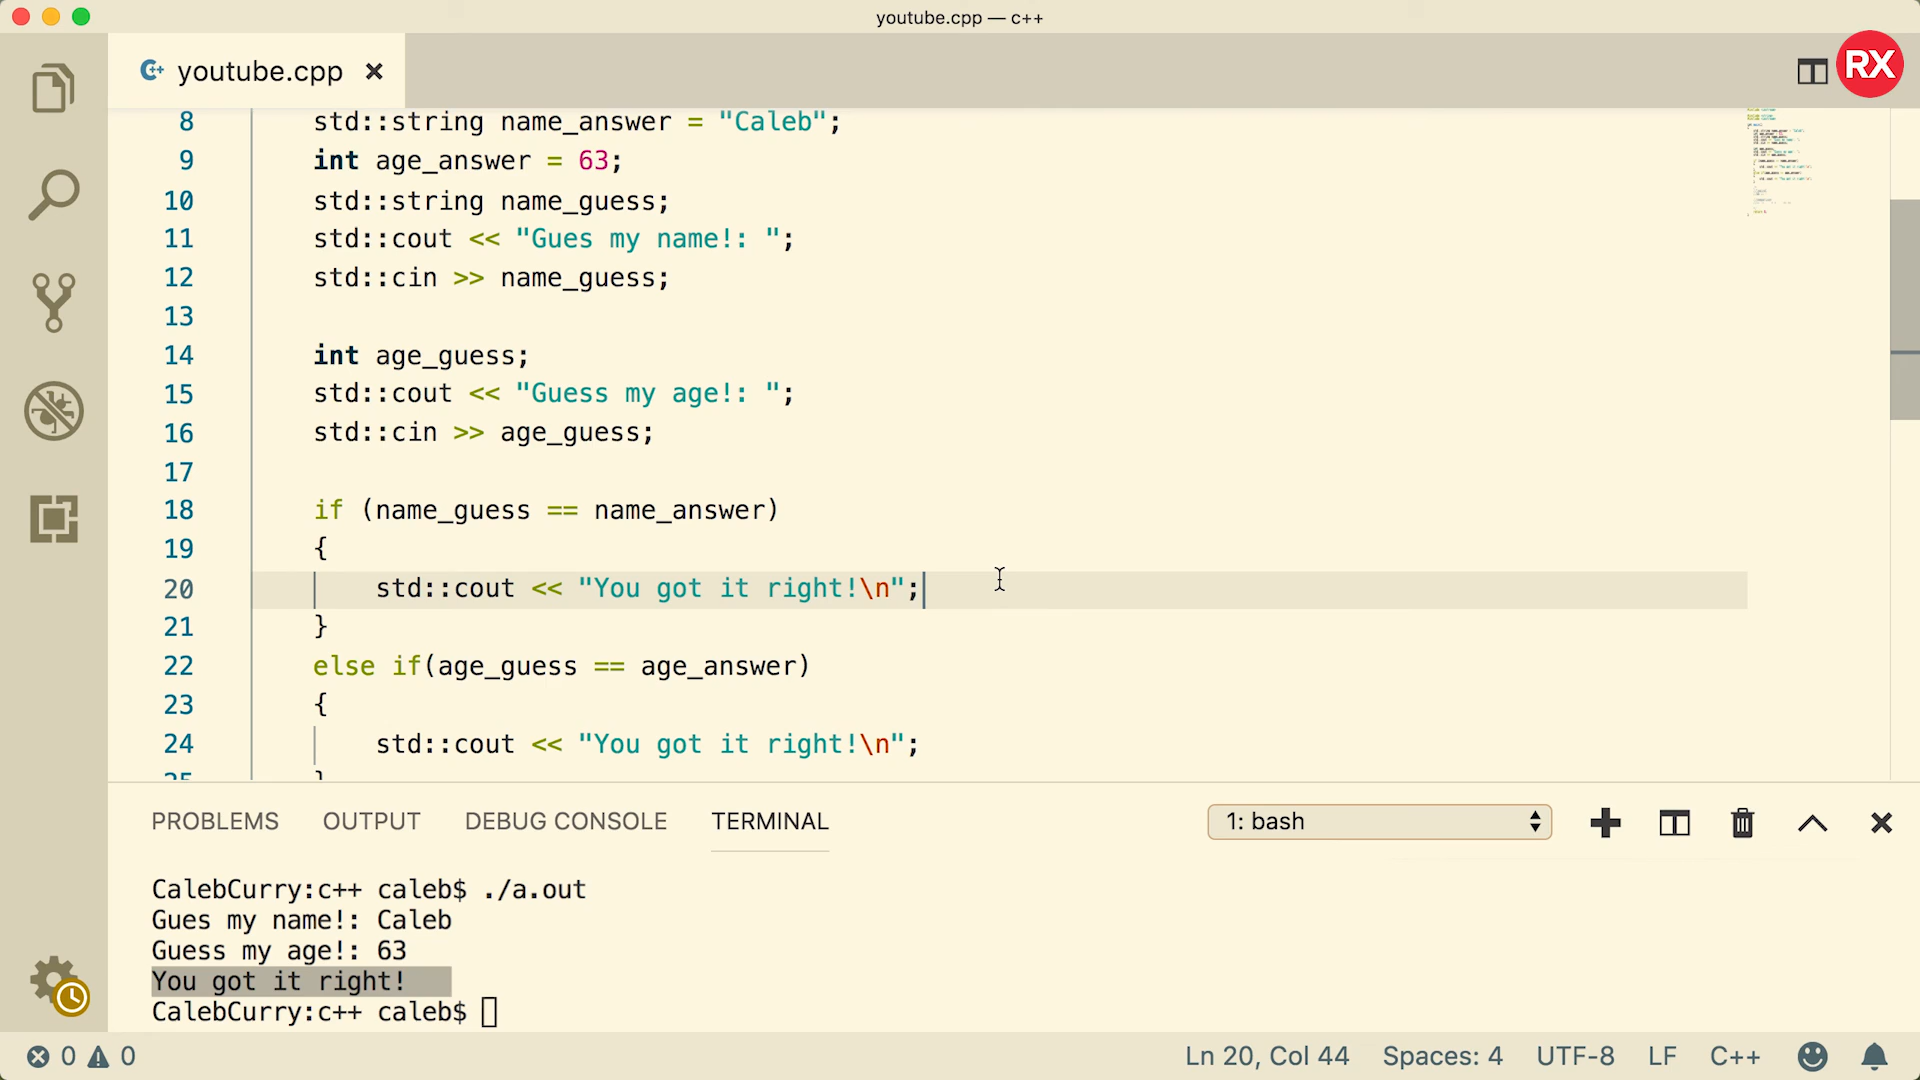 youtube.cpp — c++
youtube.cpp
RX
8 std::string name_answer = "Caleb";
9 int age_answer = 63;
10 std::string name_guess;
11 std::cout << "Gues my name!: ";
12 std::cin >> name_guess;
13
14 int age_guess;
15 std::cout << "Guess my age!: ";
16 std::cin >> age_guess;
17
18 if (name_guess == name_answer)
19 {
20 std::cout << "You got it right!\n";
21 }
22 else if(age_guess == age_answer)
23 {
24 std::cout << "You got it right!\n";
25 }
PROBLEMS OUTPUT DEBUG CONSOLE TERMINAL 1: bash
CalebCurry:c++ caleb$ ./a.out
Gues my name!: Caleb
Guess my age!: 63
You got it right!
CalebCurry:c++ caleb$
0 0 Ln 20, Col 44 Spaces: 4 UTF-8 LF C++